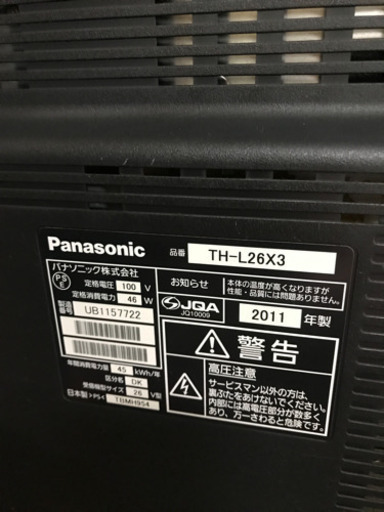 Panasonic
品番 TH-L26X3
パナソニック株式会社
定格電圧 100 V
定格消費電力 46 W
製造番号 UB1157722
年間消費電力量 45 kWh/年
区分名 DK
受信機型サイズ 26 V型
日本製 TBMH954
お知らせ
本体の温度が高くなりますが
性能・品質には問題ありません。
JQA
JQ10009
2011 年製
警告
高圧注意
サービスマン以外の方は、
裏ぶたをあけないでください。
内部には高電圧部分が数多く
あり、万一さわると危険です。